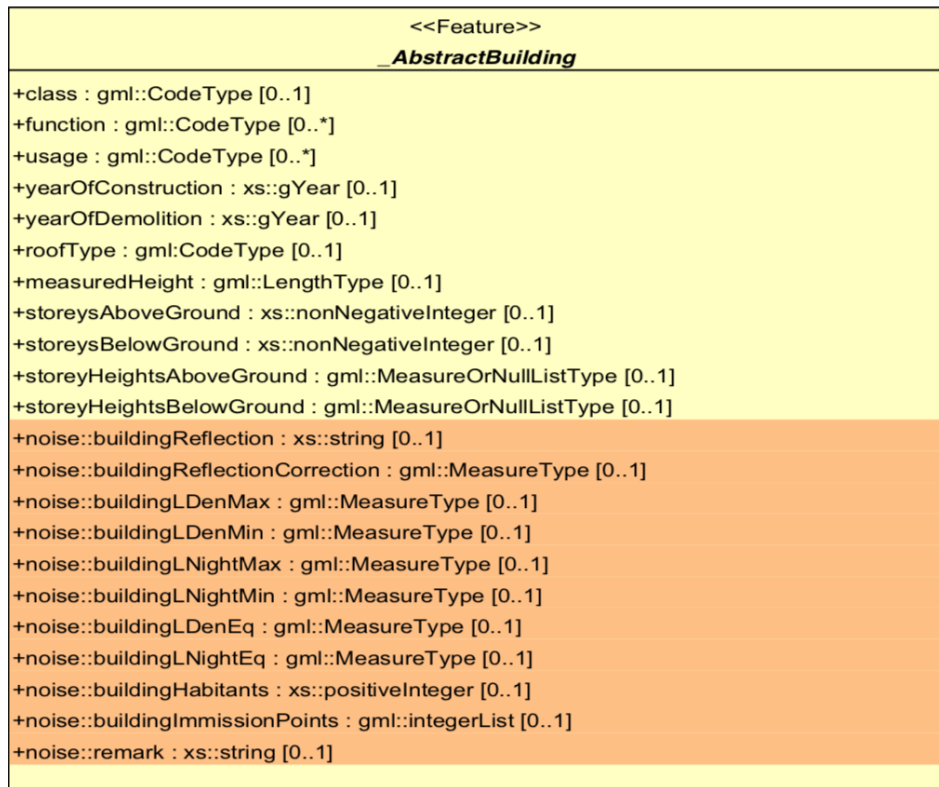 <<Feature>>
_AbstractBuilding
+class : gml::CodeType [0..1]
+function : gml::CodeType [0..*]
+usage : gml::CodeType [0..*]
+yearOfConstruction : xs::gYear [0..1]
+yearOfDemolition : xs::gYear [0..1]
+roofType : gml:CodeType [0..1]
+measuredHeight : gml::LengthType [0..1]
+storeysAboveGround : xs::nonNegativeInteger [0..1]
+storeysBelowGround : xs::nonNegativeInteger [0..1]
+storeyHeightsAboveGround : gml::MeasureOrNullListType [0..1]
+storeyHeightsBelowGround : gml::MeasureOrNullListType [0..1]
+noise::buildingReflection : xs::string [0..1]
+noise::buildingReflectionCorrection : gml::MeasureType [0..1]
+noise::buildingLDenMax : gml::MeasureType [0..1]
+noise::buildingLDenMin : gml::MeasureType [0..1]
+noise::buildingLNightMax : gml::MeasureType [0..1]
+noise::buildingLNightMin : gml::MeasureType [0..1]
+noise::buildingLDenEq : gml::MeasureType [0..1]
+noise::buildingLNightEq : gml::MeasureType [0..1]
+noise::buildingHabitants : xs::positiveInteger [0..1]
+noise::buildingImmissionPoints : gml::integerList [0..1]
+noise::remark : xs::string [0..1]